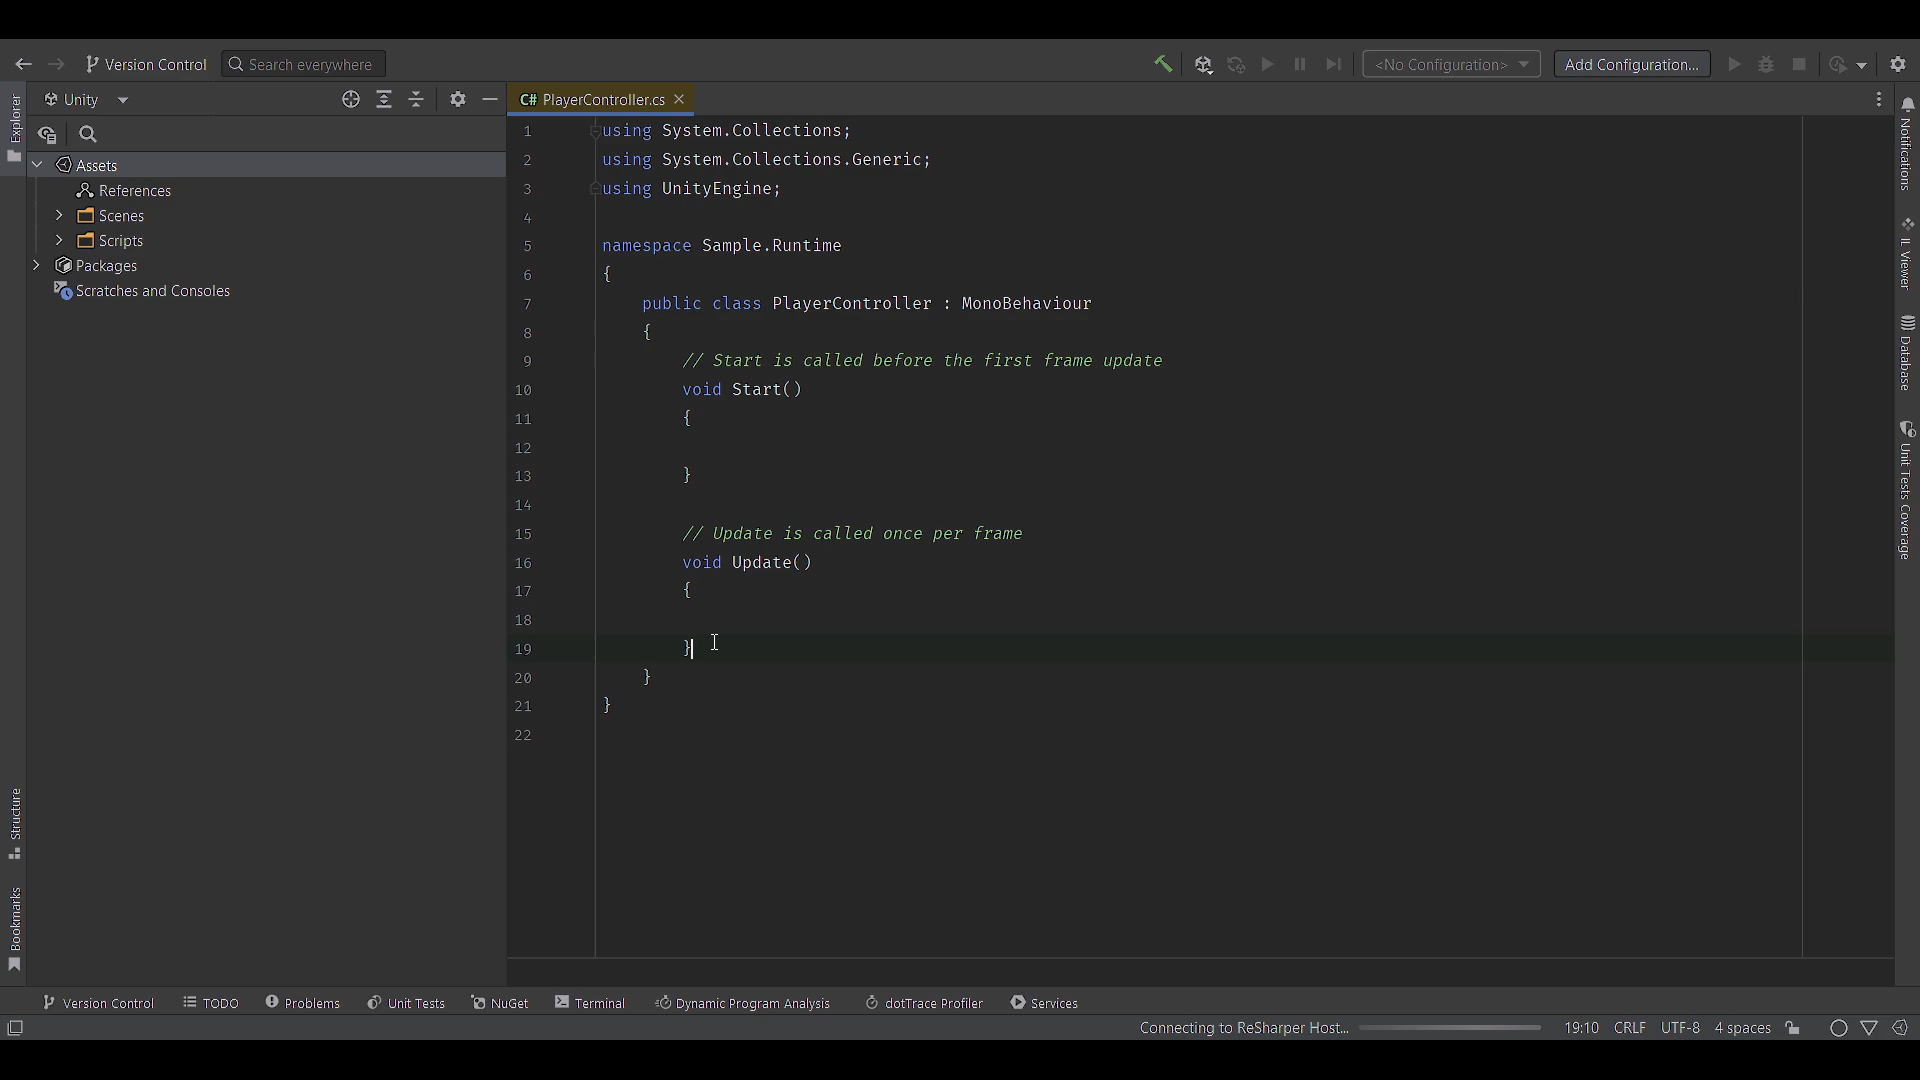 Version Control
Search everywhere
<No Configuration>
Add Configuration...
Explorer
Unity
C# PlayerController.cs
Assets
References
Scenes
Scripts
Packages
Scratches and Consoles
1 using System.Collections;
2 using System.Collections.Generic;
3 using UnityEngine;
4
5 namespace Sample.Runtime
6 {
7 public class PlayerController : MonoBehaviour
8 {
9 // Start is called before the first frame update
10 void Start()
11 {
12
13 }
14
15 // Update is called once per frame
16 void Update()
17 {
18
19 }
20 }
21 }
22
Notifications
IL Viewer
Database
Unit Tests Coverage
Structure
Bookmarks
Version Control
TODO
Problems
Unit Tests
NuGet
Terminal
Dynamic Program Analysis
dotTrace Profiler
Services
Connecting to ReSharper Host...
19:10
CRLF
UTF-8
4 spaces